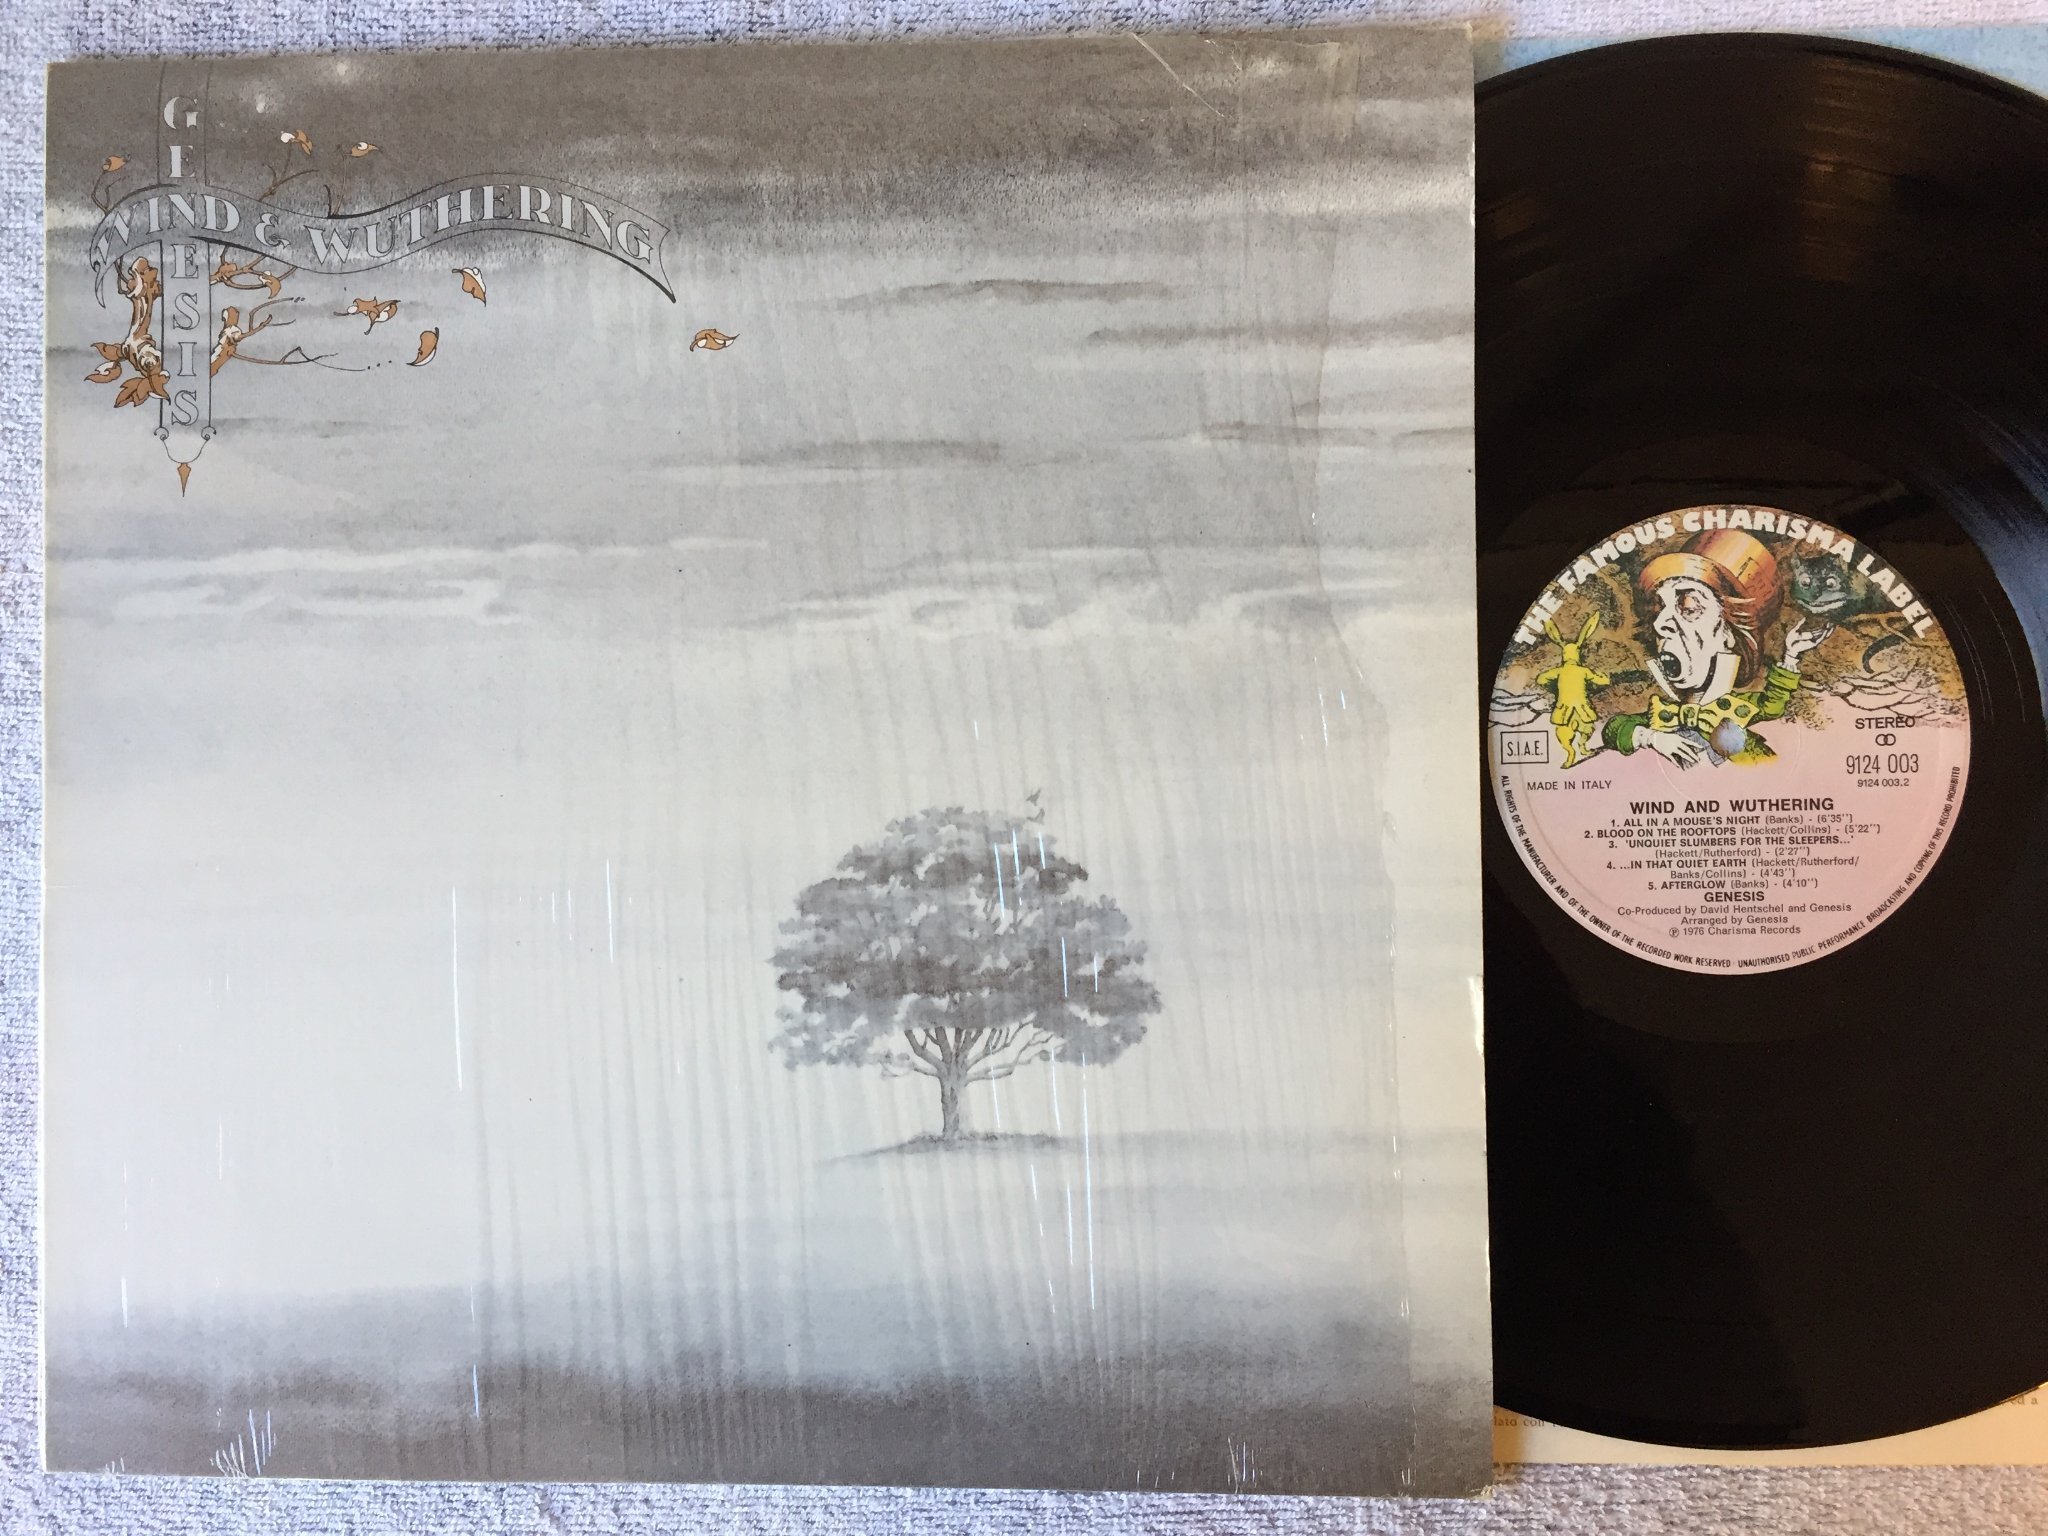 GENESIS
WIND & WUTHERING
THE FAMOUS CHARISMA LABEL
STEREO
S.I.A.E.
9124 003
MADE IN ITALY
9124 003.2
WIND AND WUTHERING
1. ALL IN A MOUSE'S NIGHT (Banks) - (6'35'')
2. BLOOD ON THE ROOFTOPS (Hackett/Collins) - (5'22'')
3. 'UNQUIET SLUMBERS FOR THE SLEEPERS...'
(Hackett/Rutherford) - (2'27'')
4. ...IN THAT QUIET EARTH (Hackett/Rutherford/
Banks/Collins) - (4'43'')
5. AFTERGLOW (Banks) - (4'10'')
GENESIS
Co-Produced by David Hentschel and Genesis
Arranged by Genesis
℗ 1976 Charisma Records
ALL RIGHTS OF THE MANUFACTURER AND OF THE OWNER OF THE RECORDED WORK RESERVED · UNAUTHORISED PUBLIC PERFORMANCE BROADCASTING AND COPYING OF THIS RECORD PROHIBITED